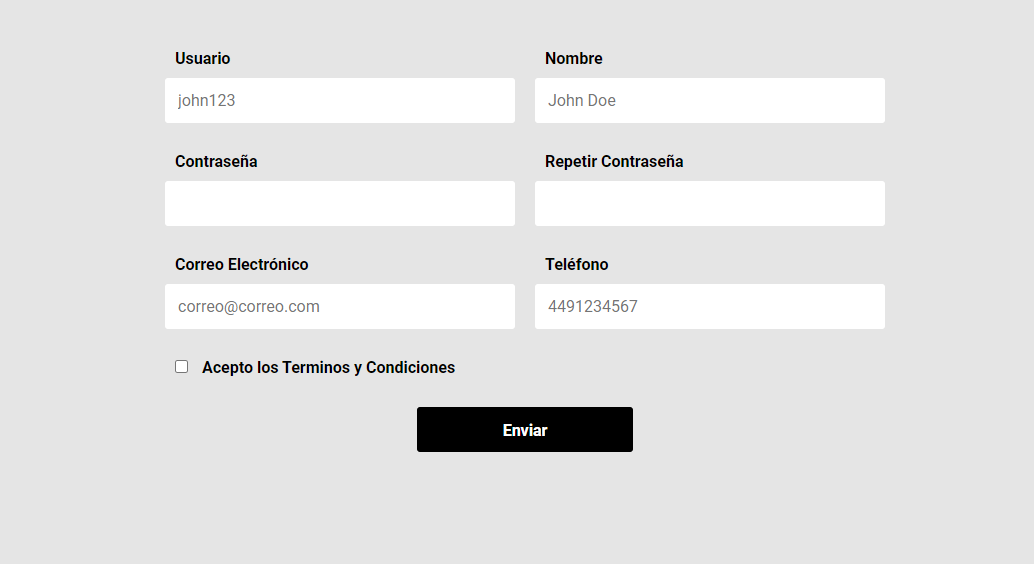 Usuario
Nombre
john123
John Doe
Contraseña
Repetir Contraseña
Correo Electrónico
Teléfono
correo@correo.com
4491234567
Acepto los Terminos y Condiciones
Enviar